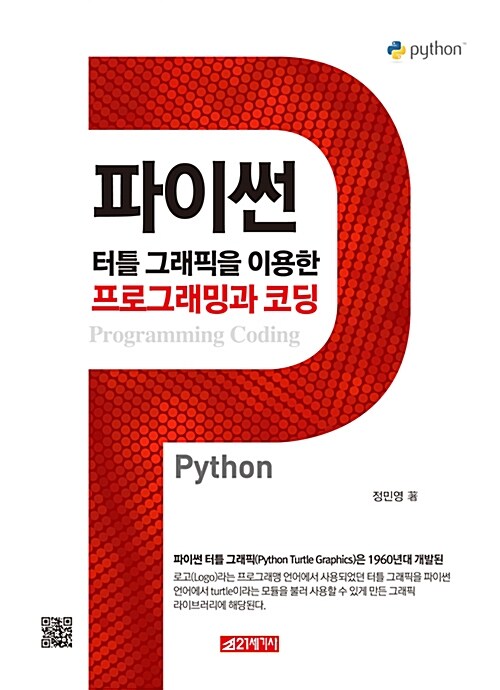 python™
파이썬
터틀 그래픽을 이용한
프로그래밍과 코딩
Programming Coding
Python
정민영 著
파이썬 터틀 그래픽(Python Turtle Graphics)은 1960년대 개발된
로고(Logo)라는 프로그래명 언어에서 사용되었던 터틀 그래픽을 파이썬
언어에서 turtle이라는 모듈을 불러 사용할 수 있게 만든 그래픽
라이브러리에 해당된다.
21세기사